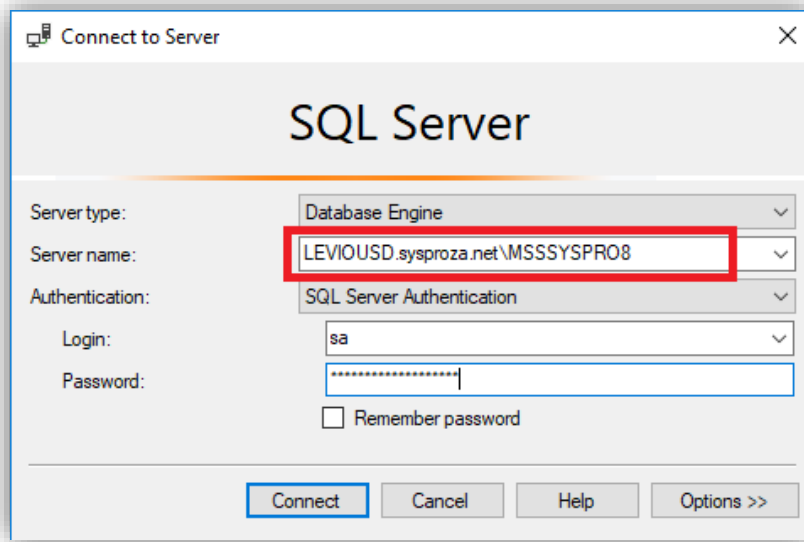 Connect to Server
SQL Server
Server type: Database Engine
Server name: LEVIOUSD.sysproza.net\MSSSYSPRO8
Authentication: SQL Server Authentication
Login: sa
Password: *******************
Remember password
Connect Cancel Help Options >>